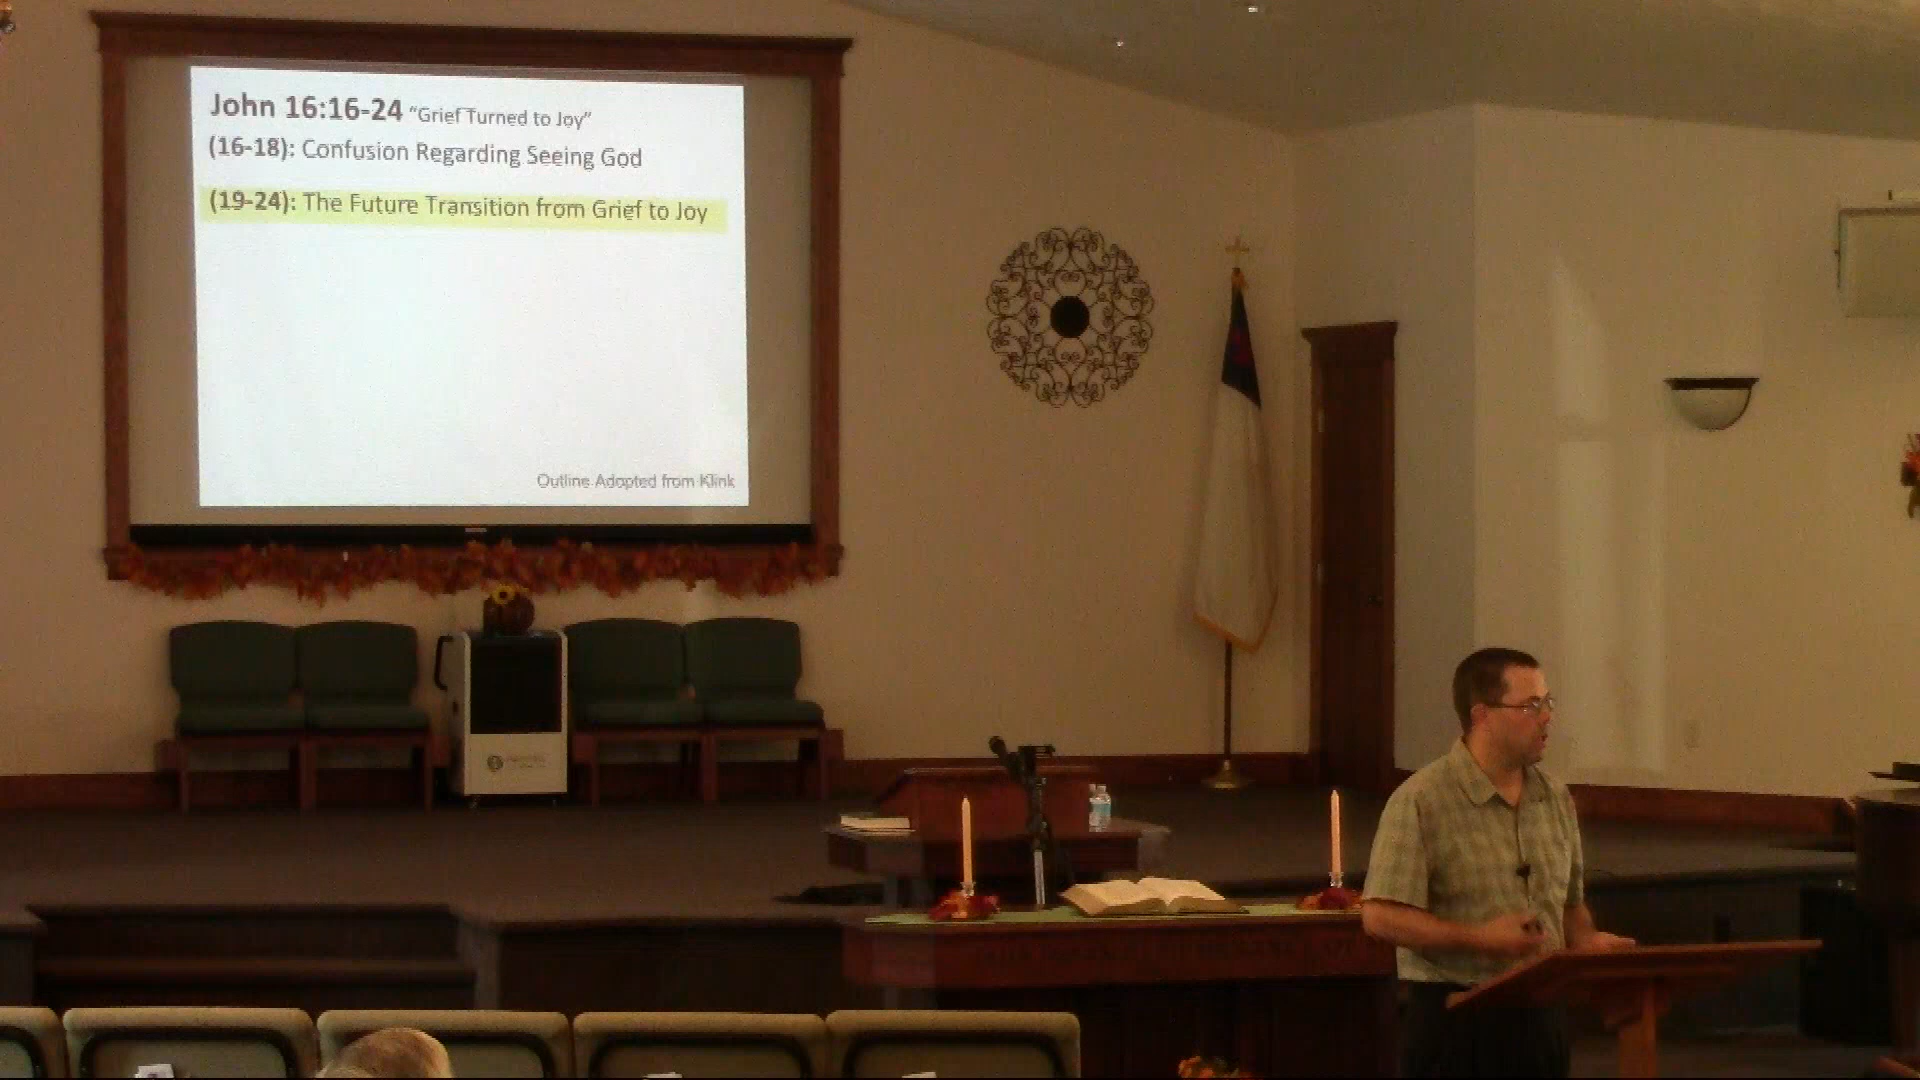 John 16:16-24 “Grief Turned to Joy”
(16-18): Confusion Regarding Seeing God
(19-24): The Future Transition from Grief to Joy
Outline Adapted from Klink